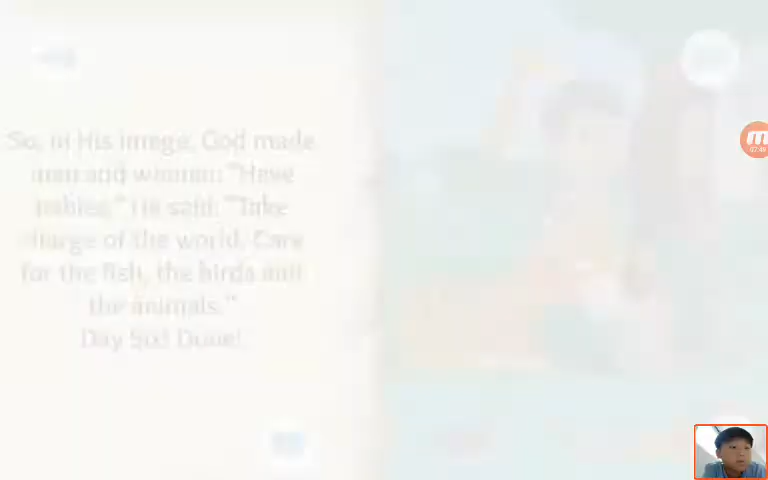 So, in His image, God made
man and woman. "Have
babies," He said. "Take
charge of the world. Care
for the fish, the birds and
the animals."
Day Six! Done!